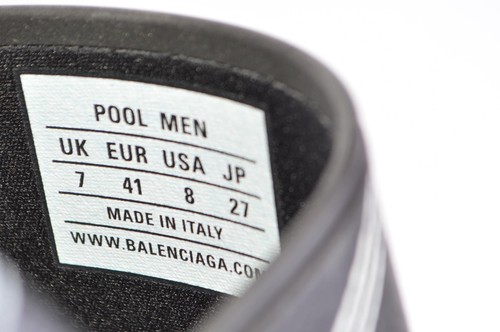 POOL MEN
UK EUR USA JP
7 41 8 27
MADE IN ITALY
WWW.BALENCIAGA.COM